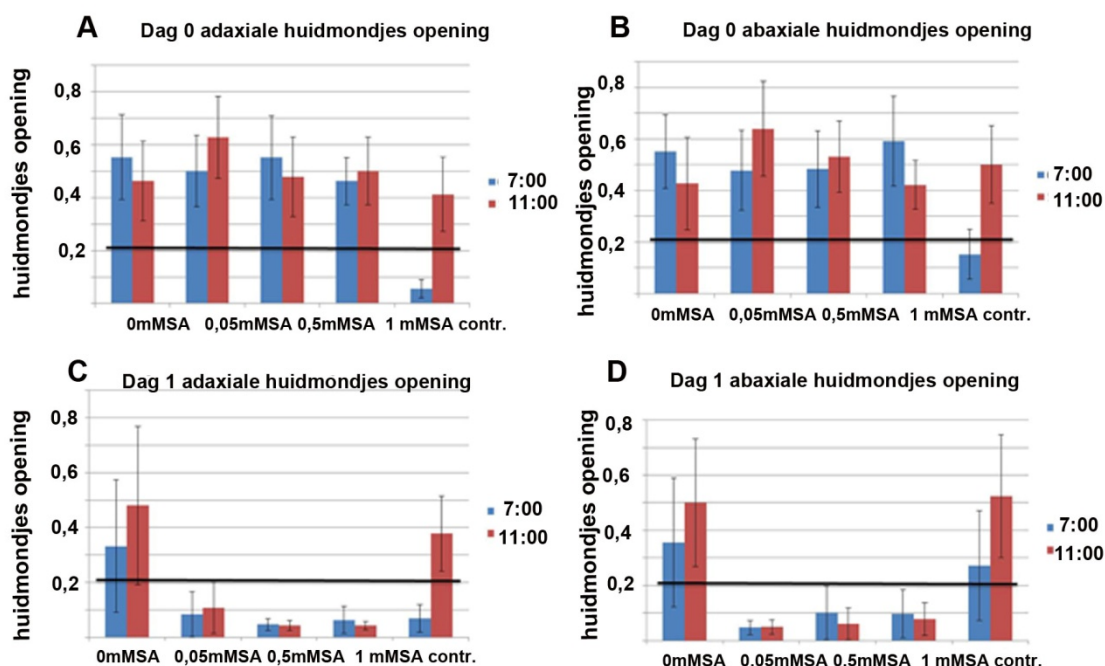 A
Dag 0 adaxiale huidmondjes opening
huidmondjes opening
0,8
0,6
0,4
0,2
7:00
11:00
0mMSA 0,05mMSA 0,5mMSA 1 mMSA contr.
B
Dag 0 abaxiale huidmondjes opening
huidmondjes opening
0,8
0,6
0,4
0,2
7:00
11:00
0mMSA 0,05mMSA 0,5mMSA 1 mMSA contr.
C
Dag 1 adaxiale huidmondjes opening
huidmondjes opening
0,8
0,6
0,4
0,2
7:00
11:00
0mMSA 0,05mMSA 0,5mMSA 1 mMSA contr.
D
Dag 1 abaxiale huidmondjes opening
huidmondjes opening
0,8
0,6
0,4
0,2
7:00
11:00
0mMSA 0,05mMSA 0,5mMSA 1 mMSA contr.